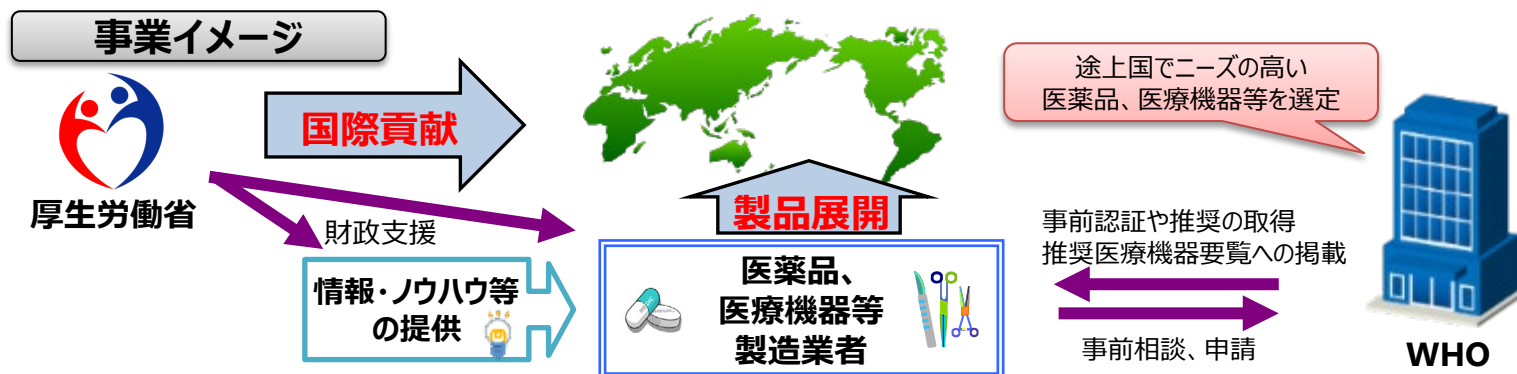 事業イメージ
厚生労働省
国際貢献
財政支援
情報・ノウハウ等
の提供
製品展開
医薬品、
医療機器等
製造業者
途上国でニーズの高い
医薬品、医療機器等を選定
事前認証や推奨の取得
推奨医療機器要覧への掲載
事前相談、申請
WHO